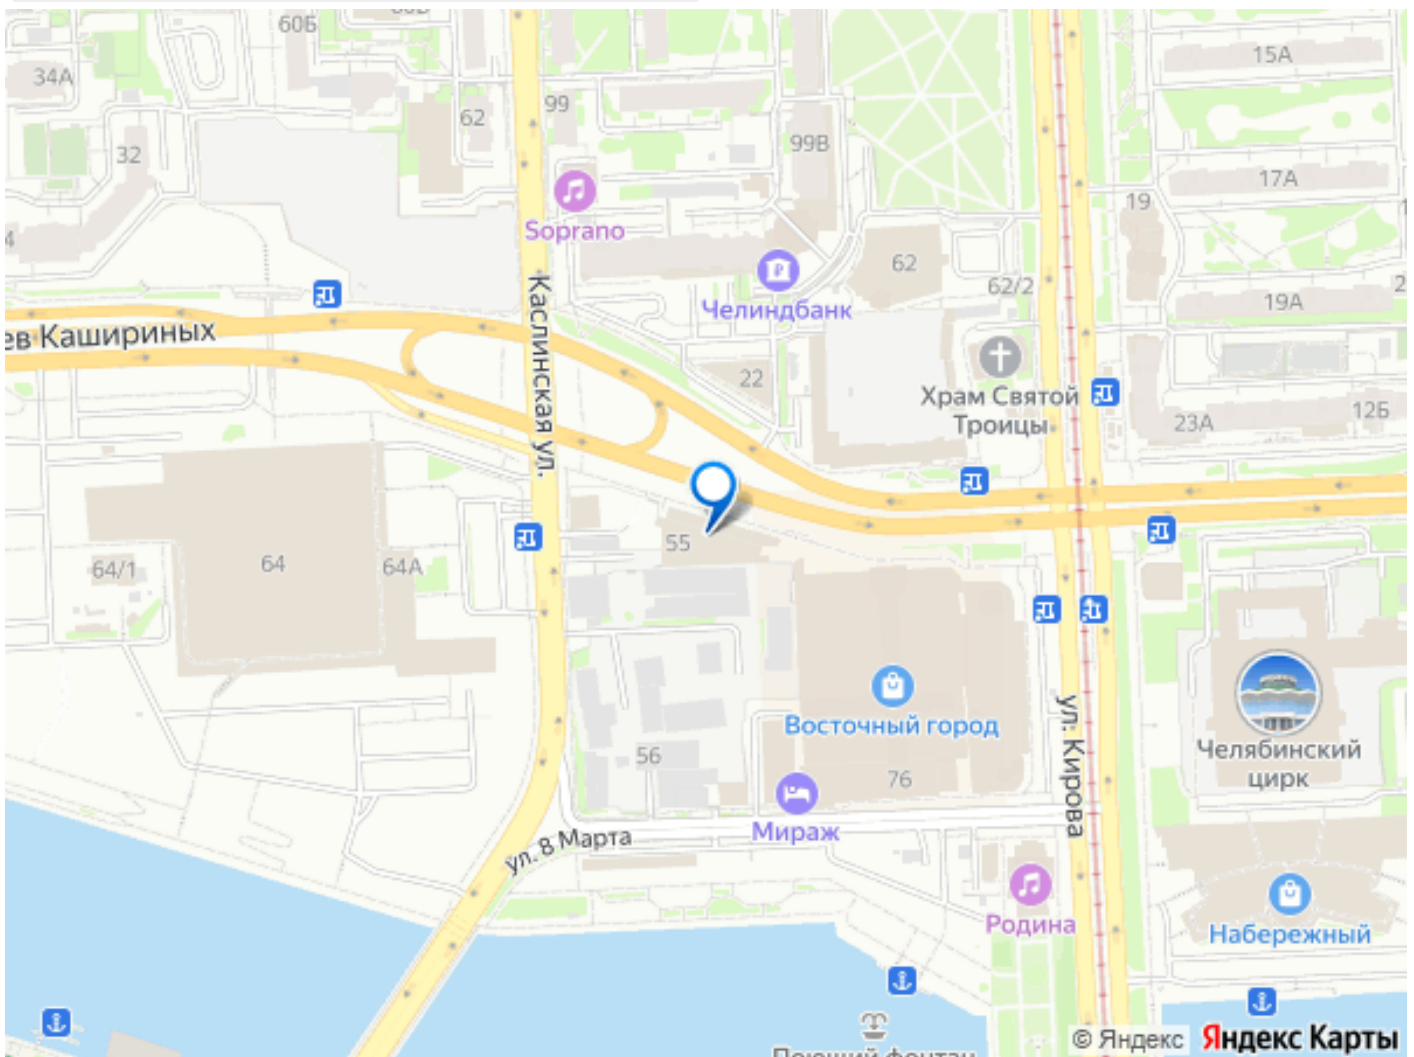 60Б
34А
62
99
15А
32
99В
17А
19
Soprano
62
62/2
Челиндбанк
19А
Каслинская ул.
ев Кашириных
22
Храм Святой
Троицы
12Б
23А
55
64/1
64
64А
Восточный город
ул. Кирова
Челябинский
цирк
56
76
Мираж
ул. 8 Марта
Родина
Набережный
Поющий фонтан
© Яндекс Яндекс Карты